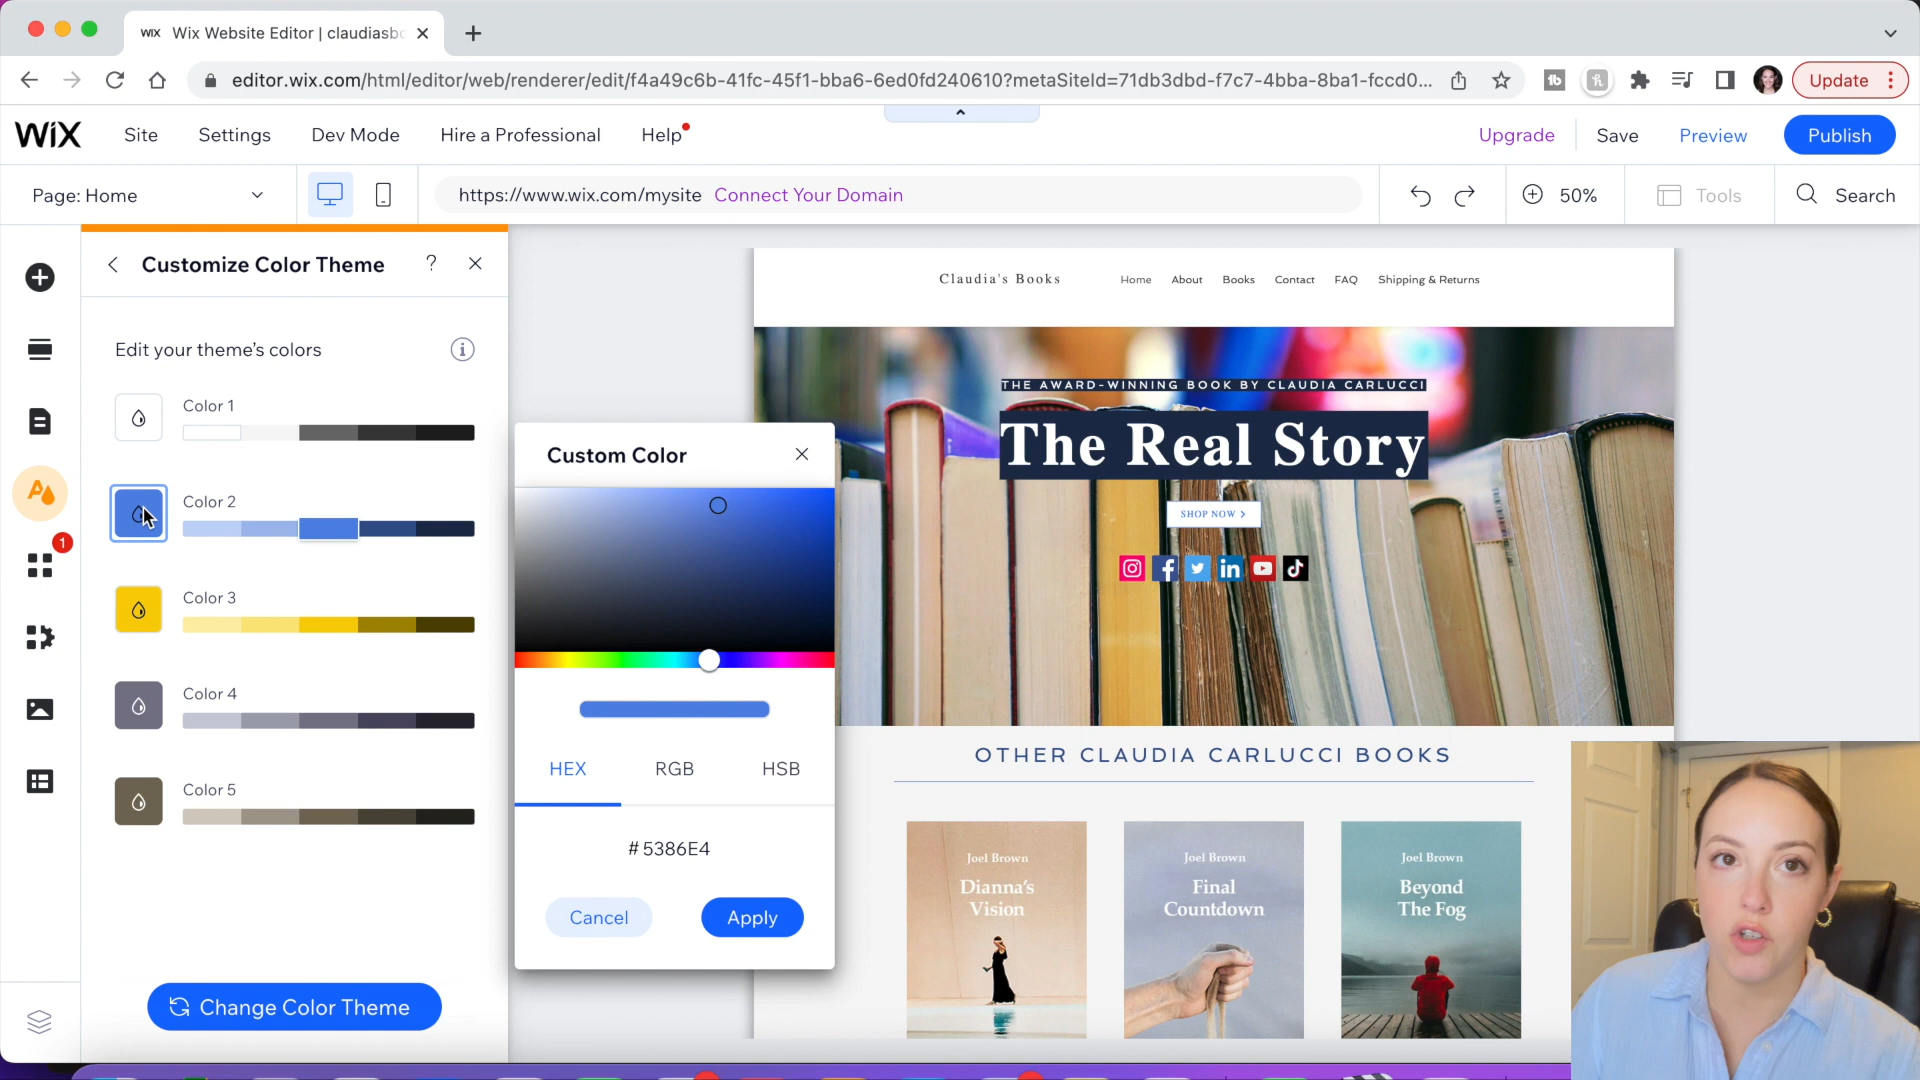 WiX Wix Website Editor | claudiasbo
editor.wix.com/html/editor/web/renderer/edit/f4a49c6b-41fc-45f1-bba6-6ed0fd240610?metaSiteId=71db3dbd-f7c7-4bba-8ba1-fccd0... Update
WiX Site Settings Dev Mode Hire a Professional Help Upgrade Save Preview Publish
Page: Home https://www.wix.com/mysite Connect Your Domain 50% Tools Search
Customize Color Theme ?
Edit your theme's colors
Color 1
Color 2
Color 3
Color 4
Color 5
Change Color Theme
1
Custom Color
HEX RGB HSB
#5386E4
Cancel Apply
Claudia's Books Home About Books Contact FAQ Shipping & Returns
THE AWARD-WINNING BOOK BY CLAUDIA CARLUCCI
The Real Story
SHOP NOW >
OTHER CLAUDIA CARLUCCI BOOKS
Joel Brown
Dianna's
Vision
Joel Brown
Final
Countdown
Joel Brown
Beyond
The Fog